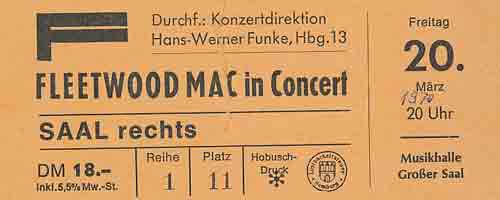 Durchf.: Konzertdirektion
Hans-Werner Funke, Hbg.13
FLEETWOOD MAC in Concert
SAAL rechts
DM 18.-
inkl. 5,5% Mw.-St.
Reihe
1
Platz
11
Hobusch-
Druck
Freitag
20.
März
1970
20 Uhr
Musikhalle
Großer Saal